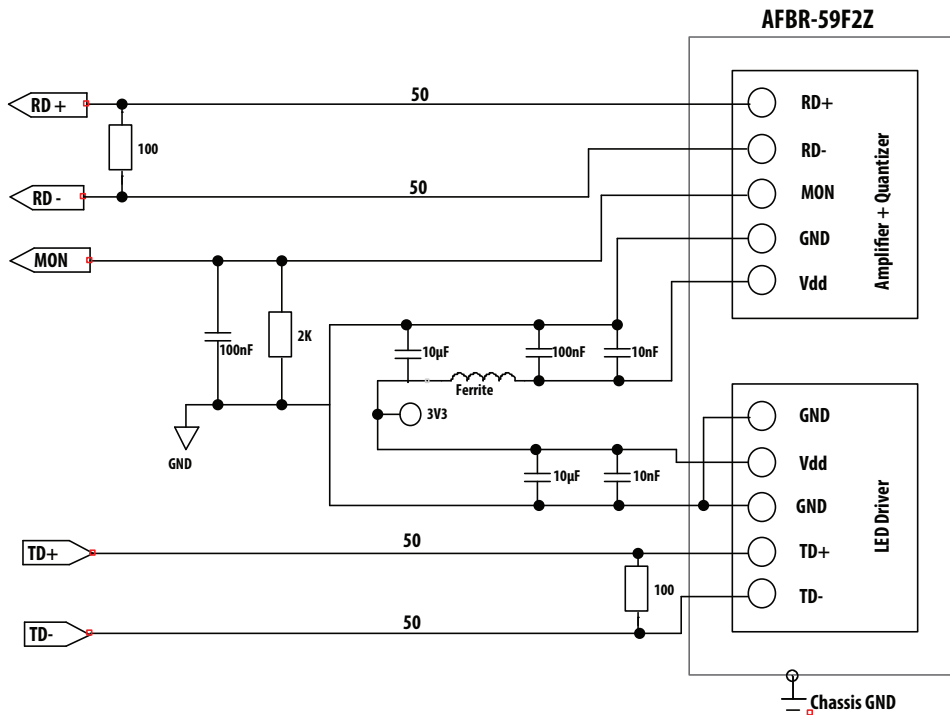 AFBR-59F2Z
RD +
50
RD+
100
RD -
50
RD-
MON
MON
Amplifier + Quantizer
GND
Vdd
100nF
2K
10µF
100nF
10nF
Ferrite
3V3
GND
10µF
10nF
GND
Vdd
GND
LED Driver
TD+
50
TD+
100
TD-
TD-
50
Chassis GND